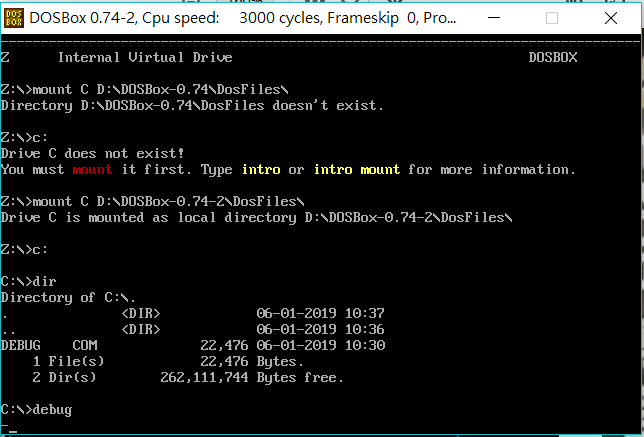 DOSBox 0.74-2, Cpu speed: 3000 cycles, Frameskip 0, Pro...
Z Internal Virtual Drive DOSBOX
Z:\>mount C D:\DOSBox-0.74\DosFiles\
Directory D:\DOSBox-0.74\DosFiles doesn't exist.
Z:\>c:
Drive C does not exist!
You must mount it first. Type intro or intro mount for more information.
Z:\>mount C D:\DOSBox-0.74-2\DosFiles\
Drive C is mounted as local directory D:\DOSBox-0.74-2\DosFiles\
Z:\>c:
C:\>dir
Directory of C:\.
. <DIR> 06-01-2019 10:37
.. <DIR> 06-01-2019 10:36
DEBUG COM 22,476 06-01-2019 10:30
1 File(s) 22,476 Bytes.
2 Dir(s) 262,111,744 Bytes free.
C:\>debug
-_